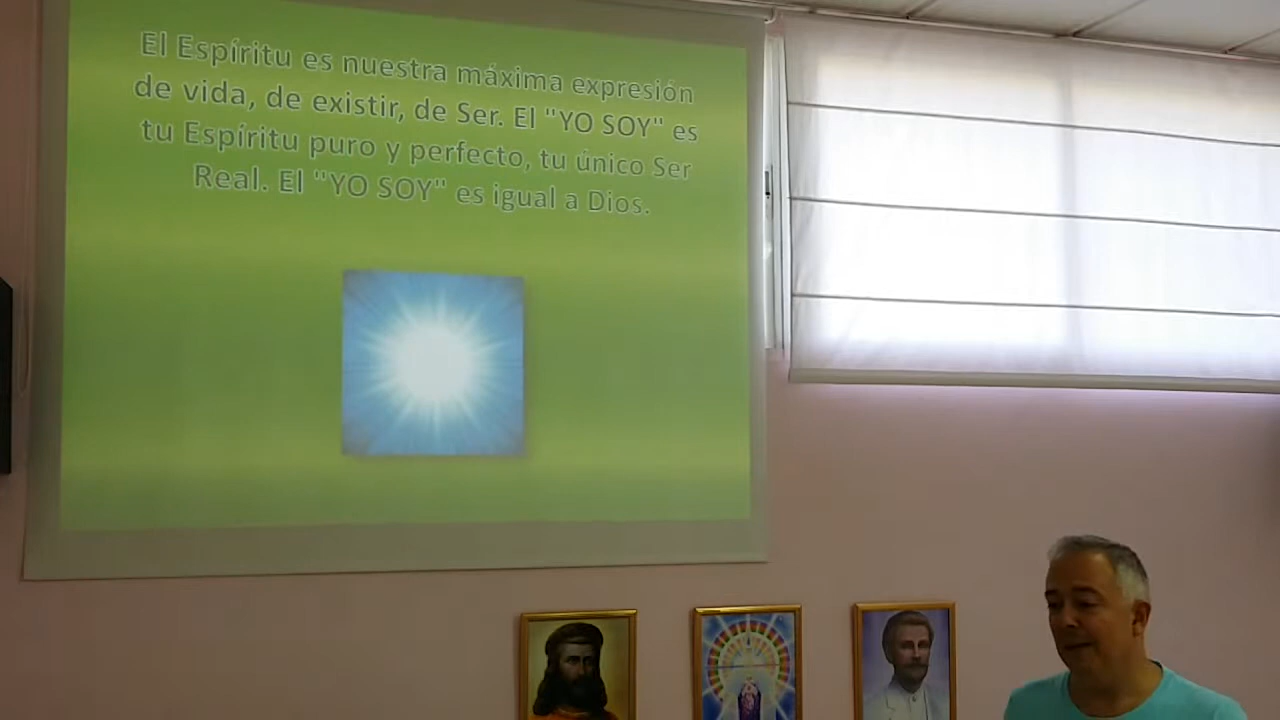 El Espíritu es nuestra máxima expresión
de vida, de existir, de Ser. El "YO SOY" es
tu Espíritu puro y perfecto, tu único Ser
Real. El "YO SOY" es igual a Dios.